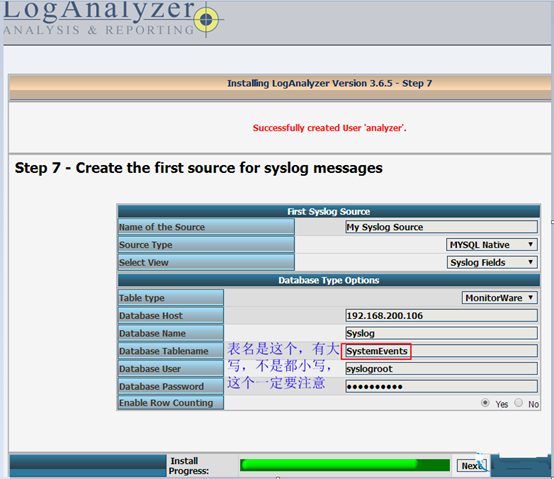 LogAnalyzer
ANALYSIS & REPORTING
Installing LogAnalyzer Version 3.6.5 - Step 7
Successfully created User 'analyzer'.
Step 7 - Create the first source for syslog messages
First Syslog Source
Name of the Source My Syslog Source
Source Type MYSQL Native
Select View Syslog Fields
Database Type Options
Table type MonitorWare
Database Host 192.168.200.106
Database Name Syslog
Database Tablename SystemEvents
表名是这个，有大
写，不是都小写，
这个一定要注意
Database User syslogroot
Database Password ••••••••••
Enable Row Counting Yes No
Install
Progress:
Next